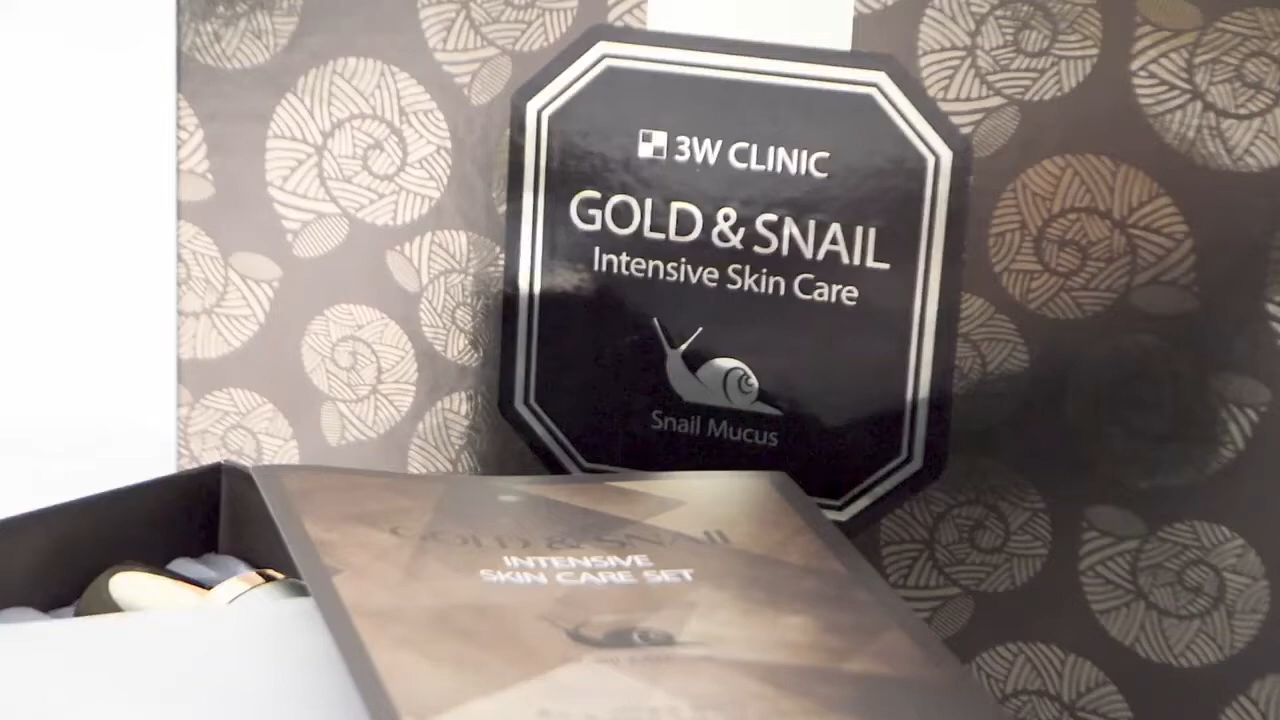 3W CLINIC
GOLD & SNAIL
Intensive Skin Care
Snail Mucus
GOLD & SNAIL
INTENSIVE
SKIN CARE SET